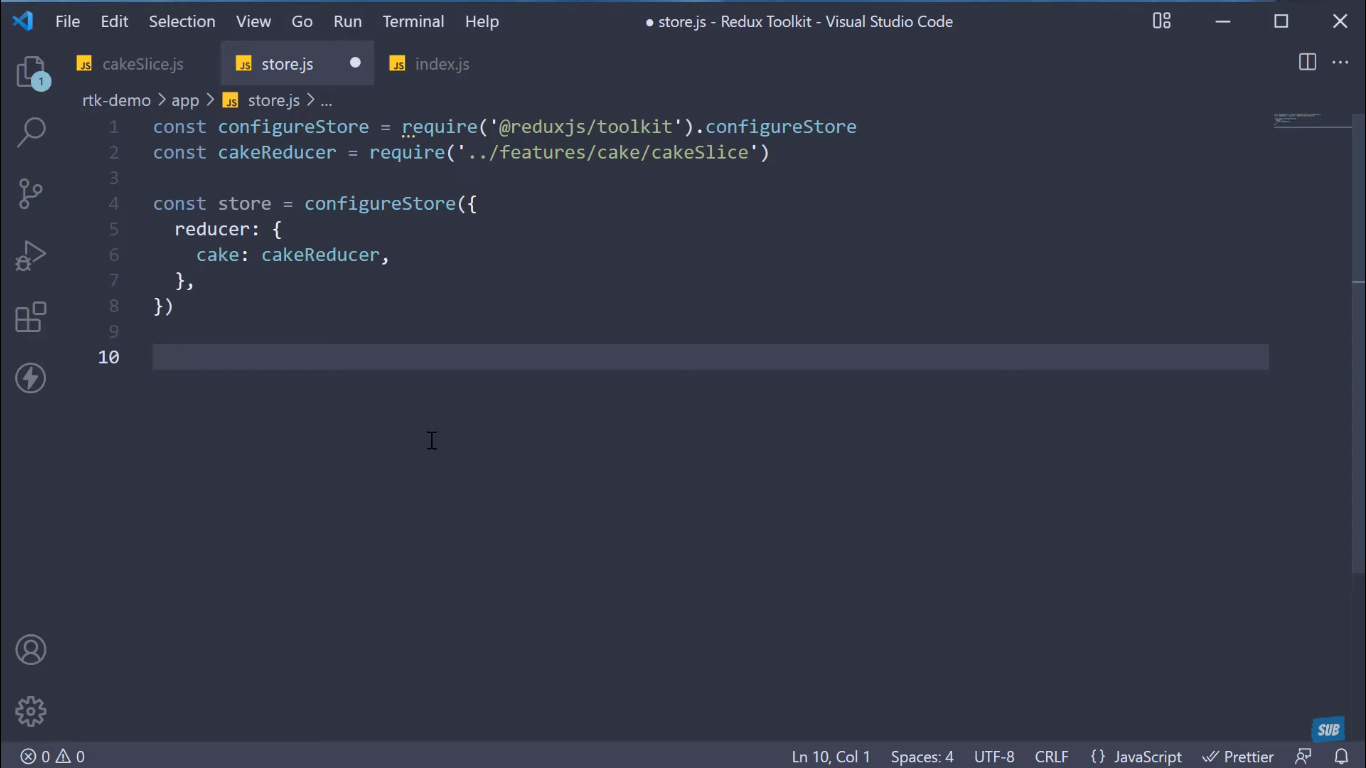 File Edit Selection View Go Run Terminal Help ● store.js - Redux Toolkit - Visual Studio Code
JS cakeSlice.js JS store.js ● JS index.js
1
rtk-demo > app > JS store.js > ...
1 const configureStore = require('@reduxjs/toolkit').configureStore
2 const cakeReducer = require('../features/cake/cakeSlice')
3
4 const store = configureStore({
5 reducer: {
6 cake: cakeReducer,
7 },
8 })
9
10
SUB
0 0 Ln 10, Col 1 Spaces: 4 UTF-8 CRLF {} JavaScript Prettier